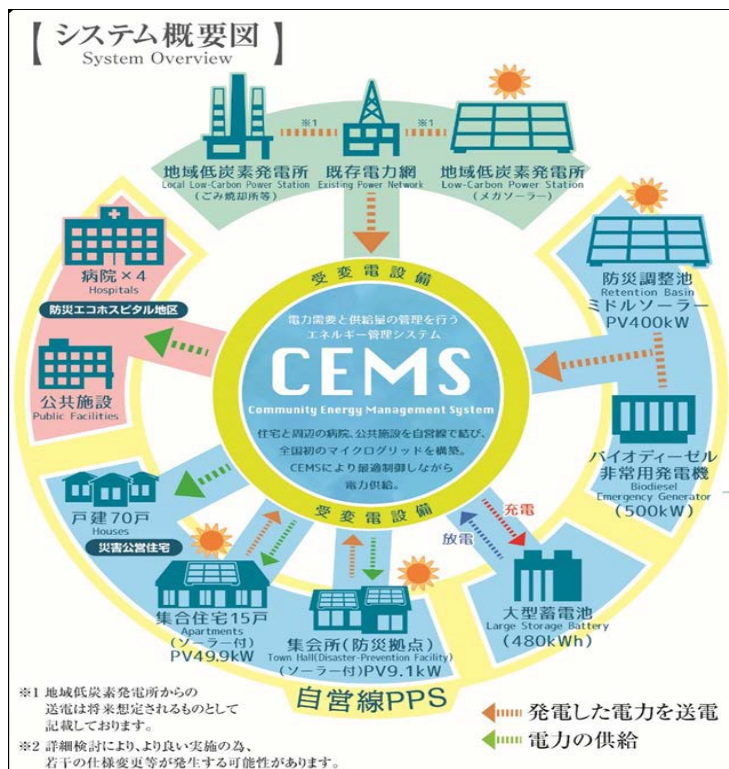 【システム概要図】
System Overview
※1
※1
地域低炭素発電所
Local Low-Carbon Power Station
(ごみ焼却所等)
既存電力網
Existing Power Network
地域低炭素発電所
Low-Carbon Power Station
(メガソーラー)
病院×4
Hospitals
防災エコホスピタル地区
公共施設
Public Facilities
受変電設備
電力需要と供給量の管理を行う
エネルギー管理システム
CEMS
Community Energy Management System
住宅と周辺の病院、公共施設を自営線で結び、
全国初のマイクログリッドを構築。
CEMSにより最適制御しながら
電力供給。
受変電設備
防災調整池
Retention Basin
ミドルソーラー
PV400kW
バイオディーゼル
非常用発電機
Biodiesel
Emergency Generator
(500kW)
戸建70戸
Houses
災害公営住宅
集合住宅15戸
Apartments
(ソーラー付)
PV49.9kW
集会所(防災拠点)
Town Hall(Disaster-Prevention Facility)
(ソーラー付)PV9.1kW
充電
放電
大型蓄電池
Large Storage Battery
(480kWh)
自営線PPS
※1 地域低炭素発電所からの
送電は将来想定されるものとして
記載しております。
※2 詳細検討により、より良い実施の為、
若干の仕様変更等が発生する可能性があります。
発電した電力を送電
電力の供給